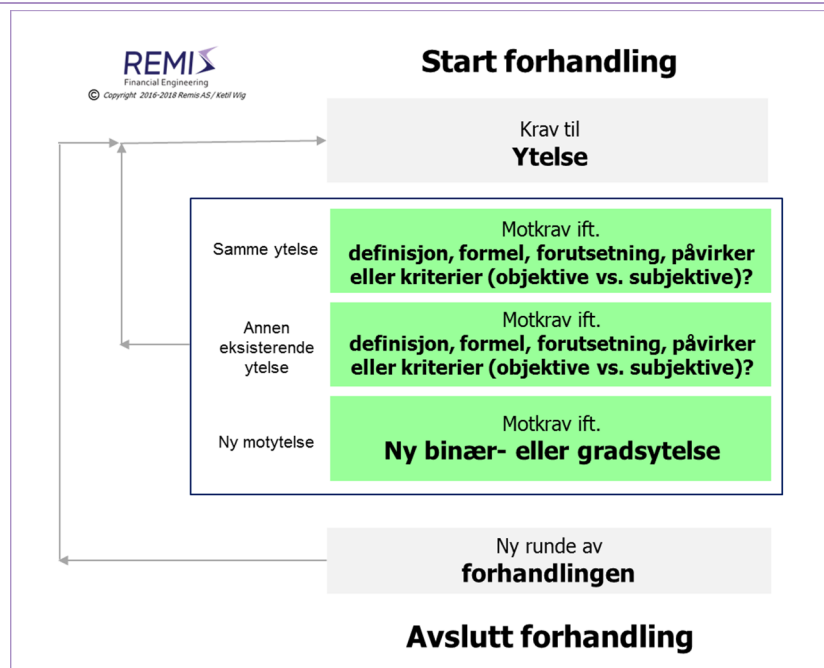 REMIS
Financial Engineering
© Copyright 2016-2018 Remis AS / Ketil Wig
Start forhandling
Krav til
Ytelse
Samme ytelse
Motkrav ift.
definisjon, formel, forutsetning, påvirker
eller kriterier (objektive vs. subjektive)?
Annen
eksisterende
ytelse
Motkrav ift.
definisjon, formel, forutsetning, påvirker
eller kriterier (objektive vs. subjektive)?
Ny motytelse
Motkrav ift.
Ny binær- eller gradsytelse
Ny runde av
forhandlingen
Avslutt forhandling